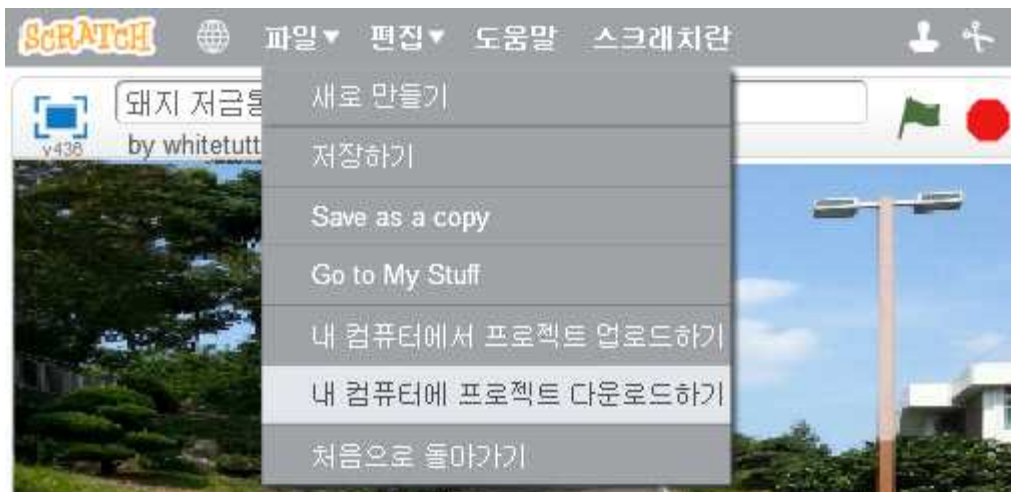 SCRATCH 파일▼ 편집▼ 도움말 스크래치란
새로 만들기
돼지 저금통
v436 by whitetutt
저장하기
Save as a copy
Go to My Stuff
내 컴퓨터에서 프로젝트 업로드하기
내 컴퓨터에 프로젝트 다운로드하기
처음으로 돌아가기